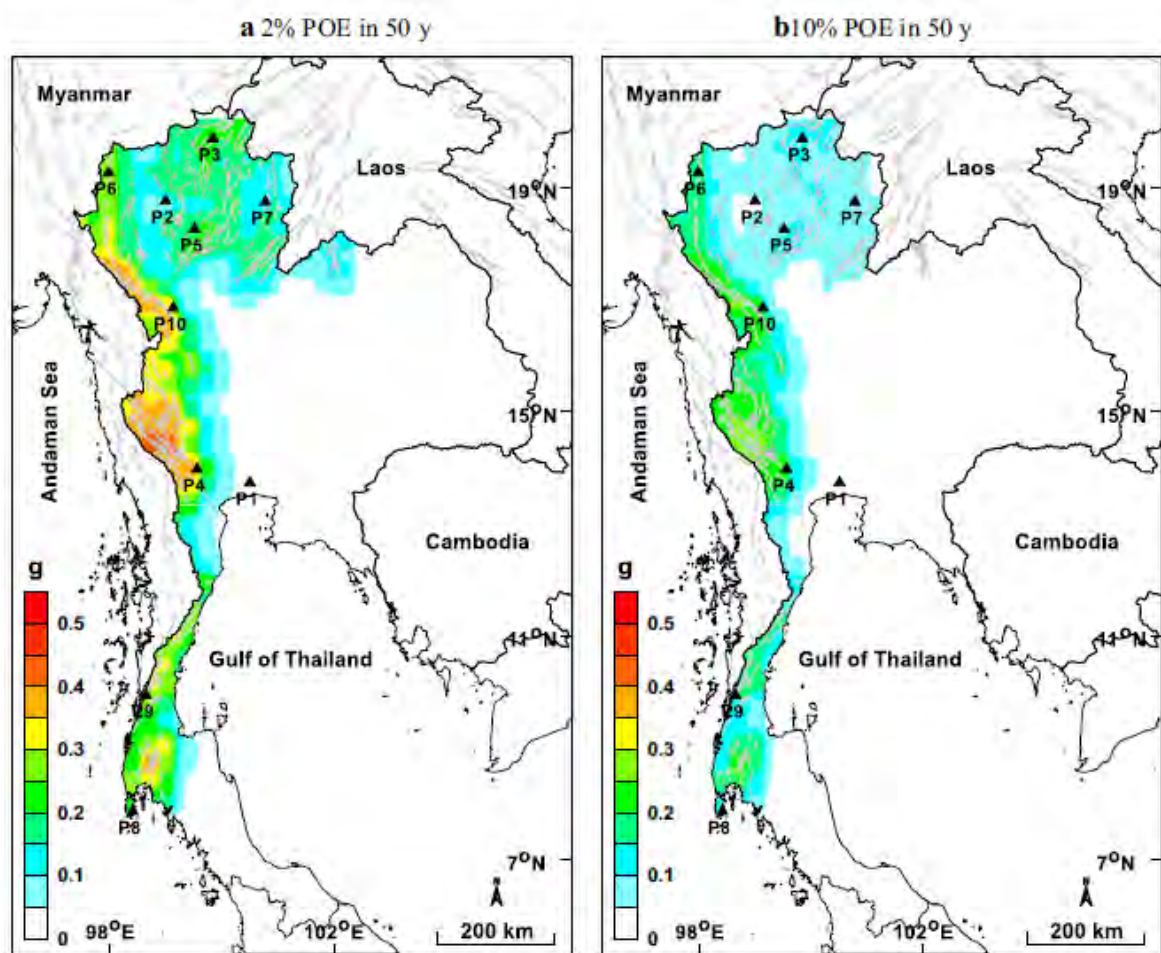 a 2% POE in 50 y
Myanmar
P3
Laos
P6
19°N
P2
P7
P5
P10
Andaman Sea
15°N
P4
P1
Cambodia
g
0.5
11°N
Gulf of Thailand
0.4
P9
0.3
0.2
P8
7°N
0.1
N
0
98°E
102°E
200 km
b10% POE in 50 y
Myanmar
P3
Laos
P6
19°N
P2
P7
P5
P10
Andaman Sea
15°N
P4
P1
Cambodia
g
0.5
11°N
Gulf of Thailand
0.4
P9
0.3
0.2
P8
7°N
0.1
N
0
98°E
102°E
200 km